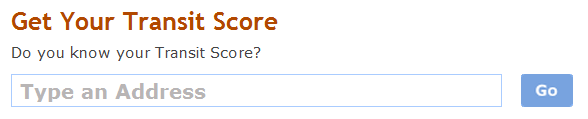 Get Your Transit Score
Do you know your Transit Score?
Type an Address Go